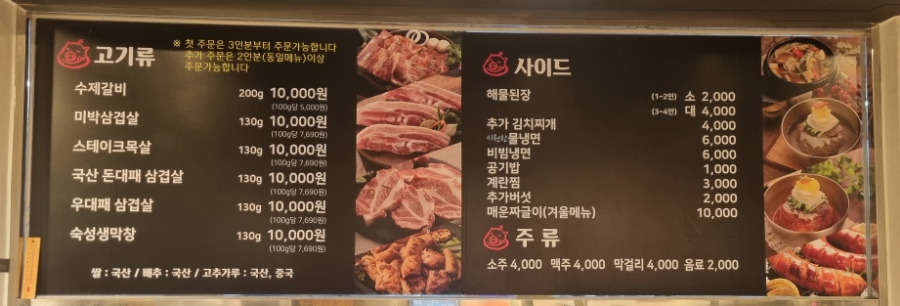 고기류
※ 첫 주문은 3인분부터 주문가능합니다
추가 주문은 2인분(동일메뉴)이상
주문가능합니다
수제갈비 200g 10,000원
(100g당 5,000원)
미박삼겹살 130g 10,000원
(100g당 7,690원)
스테이크목살 130g 10,000원
(100g당 7,690원)
국산 돈대패 삼겹살 130g 10,000원
(100g당 7,690원)
우대패 삼겹살 130g 10,000원
(100g당 7,690원)
숙성생막창 130g 10,000원
(100g당 7,690원)
쌀 : 국산 / 배추 : 국산 / 고추가루 : 국산, 중국
사이드
해물된장 (1~2인) 소 2,000
(3~4인) 대 4,000
추가 김치찌개 4,000
시원한물냉면 6,000
비빔냉면 6,000
공기밥 1,000
계란찜 3,000
추가버섯 2,000
매운짜글이(겨울메뉴) 10,000
주류
소주 4,000 맥주 4,000 막걸리 4,000 음료 2,000